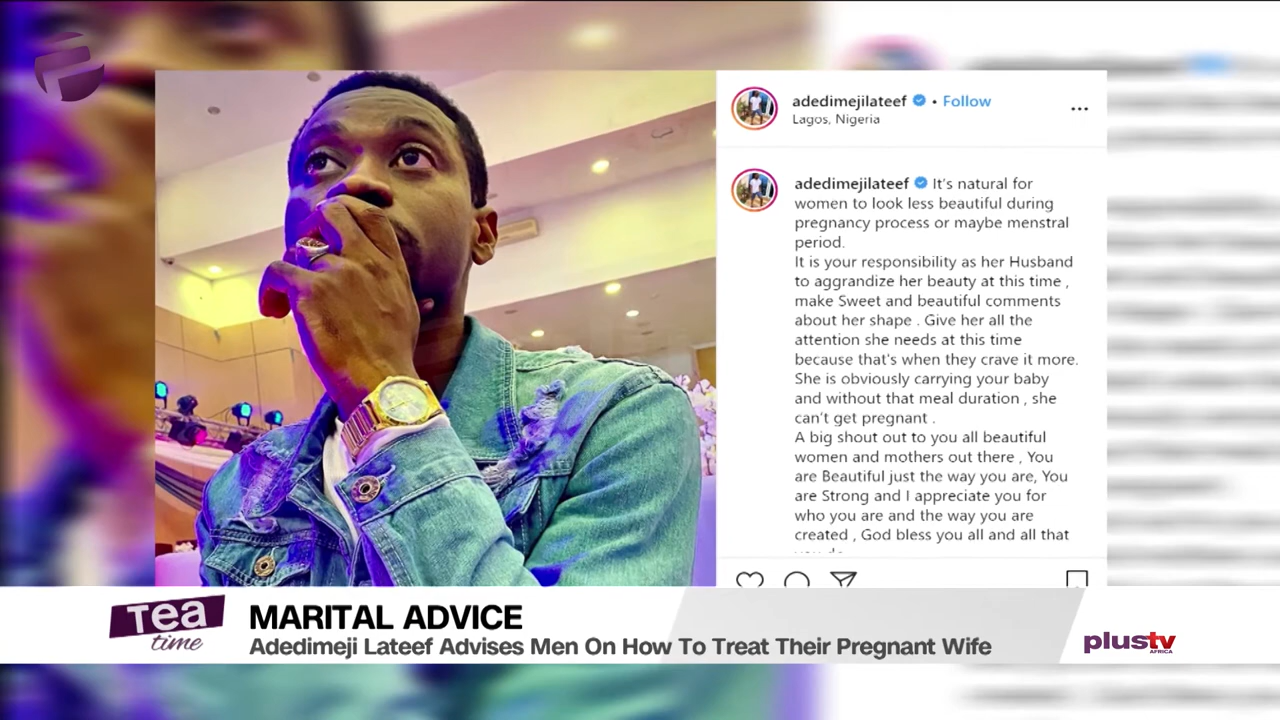 adedimejilateef • Follow
Lagos, Nigeria
adedimejilateef It's natural for
women to look less beautiful during
pregnancy process or maybe menstral
period.
It is your responsibility as her Husband
to aggrandize her beauty at this time ,
make Sweet and beautiful comments
about her shape . Give her all the
attention she needs at this time
because that's when they crave it more.
She is obviously carrying your baby
and without that meal duration , she
can't get pregnant .
A big shout out to you all beautiful
women and mothers out there , You
are Beautiful just the way you are, You
are Strong and I appreciate you for
who you are and the way you are
created , God bless you all and all that
Tea
time
MARITAL ADVICE
Adedimeji Lateef Advises Men On How To Treat Their Pregnant Wife
plustv
AFRICA